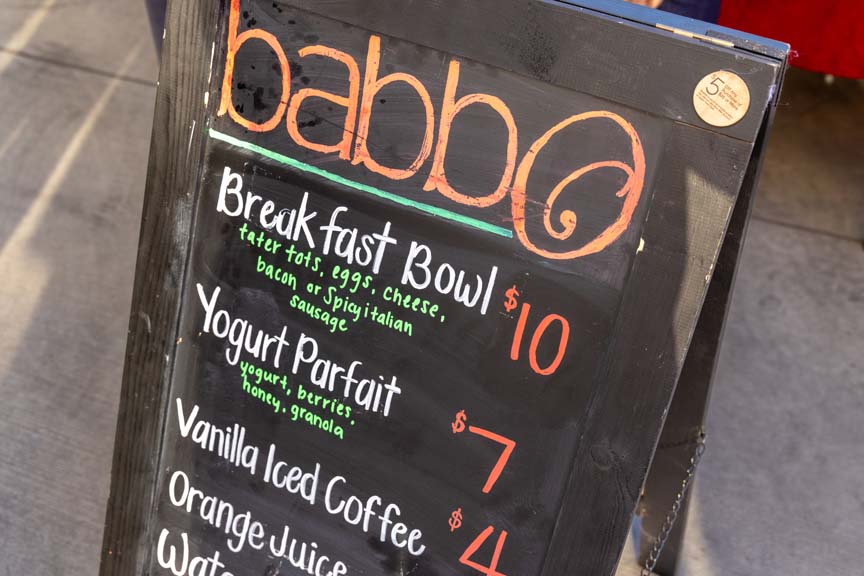 babbo
Breakfast Bowl $10
tater tots, eggs, cheese,
bacon or Spicy italian
sausage
Yogurt Parfait $7
yogurt, berries,
honey, granola
Vanilla Iced Coffee $4
Orange Juice
$5